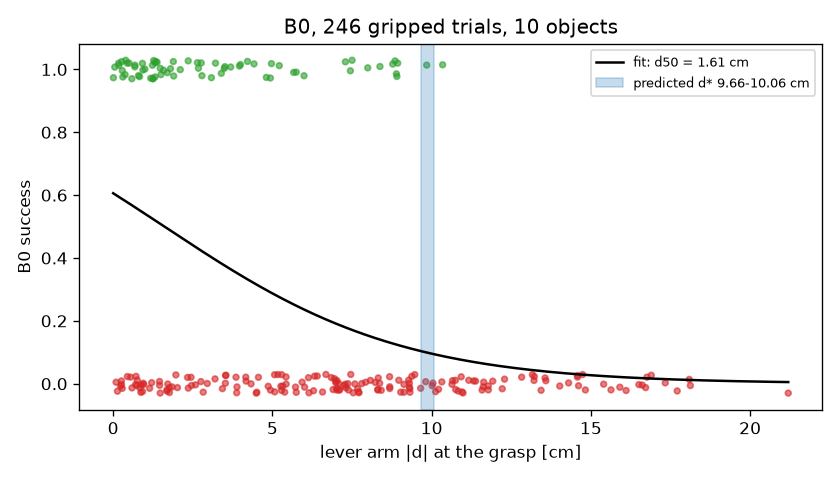 B0, 246 gripped trials, 10 objects
fit: d50 = 1.61 cm
predicted d* 9.66-10.06 cm
B0 success
1.0
0.8
0.6
0.4
0.2
0.0
0 5 10 15 20
lever arm |d| at the grasp [cm]